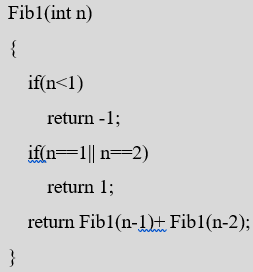 Fib1(int n)
{
if(n<1)
return -1;
if(n==1|| n==2)
return 1;
return Fib1(n-1)+ Fib1(n-2);
}